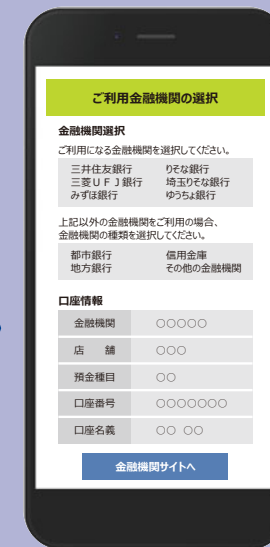 ご利用金融機関の選択
金融機関選択
ご利用になる金融機関を選択してください。
三井住友銀行　りそな銀行
三菱ＵＦＪ銀行　埼玉りそな銀行
みずほ銀行　ゆうちょ銀行
上記以外の金融機関をご利用の場合、
金融機関の種類を選択してください。
都市銀行　信用金庫
地方銀行　その他の金融機関
口座情報
金融機関　○○○○○
店　舗　○○○
預金種目　○○
口座番号　○○○○○○○
口座名義　○○ ○○
金融機関サイトへ